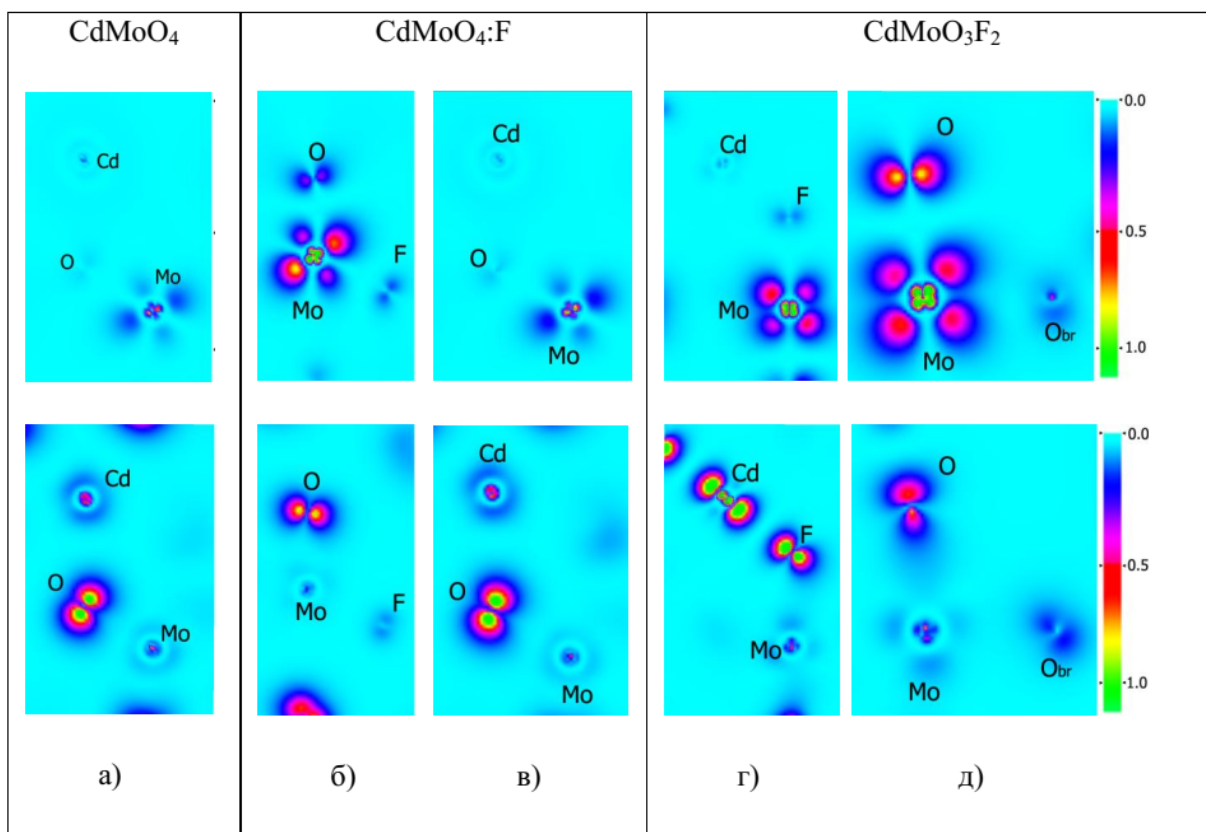 CdMoO₄ CdMoO₄:F CdMoO₃F₂
Cd
O
Mo
O
F
Mo
Cd
O
Mo
Cd
F
Mo
O
Mo
Obr
0.0
0.5
1.0
Cd
O
Mo
O
Mo
F
Cd
O
Mo
Cd
F
Mo
O
Mo
Obr
0.0
0.5
1.0
а) б) в) г) д)